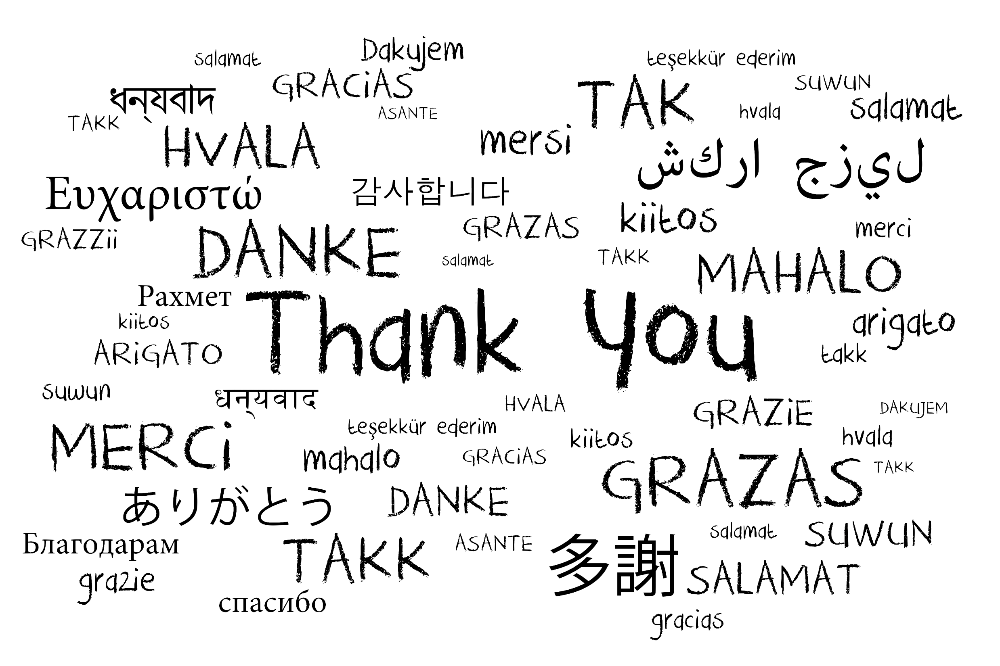 Dakujem
salamat
teşekkür ederim
GRACiAS
SUWUN
ধন্যবাদ
TAK
salamat
ASANTE
hvala
TAKK
HVALA
mersi
شكرا جزيل
Ευχαριστώ
감사합니다
kiitos
GRAZZii
DANKE
GRAZAS
merci
salamat
TAKK
MAHALO
Рахмет
Thank you
kiitos
arigato
ARiGATO
takk
suwun
धन्यवाद
HVALA
GRAZiE
DAKUJEM
MERCi
teşekkür ederim
kiitos
hvala
mahalo
GRACiAS
GRAZAS
TAKK
ありがとう
DANKE
salamat
SUWUN
Благодарам
TAKK
ASANTE
多謝
grazie
SALAMAT
спасибо
gracias